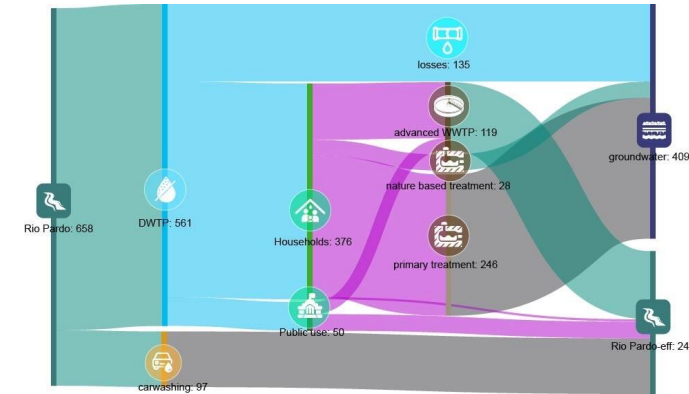 losses: 135
advanced WWTP: 119
groundwater: 409
nature based treatment: 28
Rio Pardo: 658
DWTP: 561
Households: 376
primary treatment: 246
Public use: 50
Rio Pardo-eff: 24
carwashing: 97